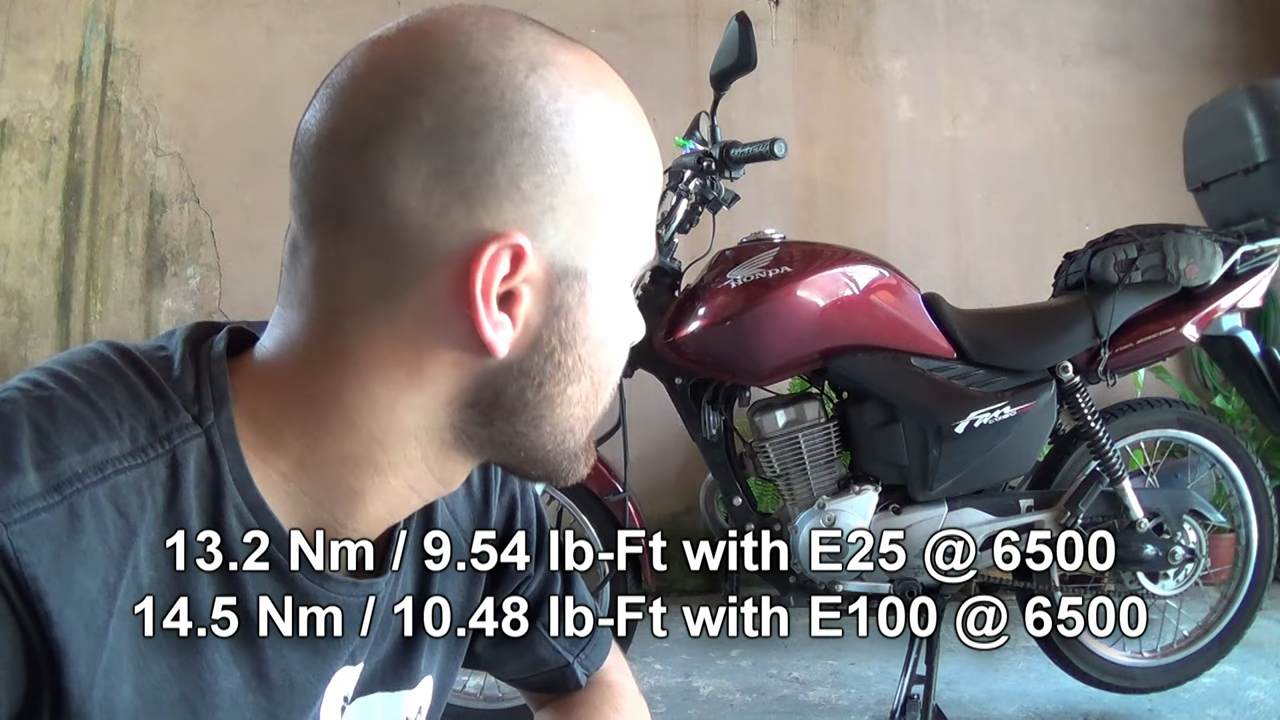 HONDA
Fan
13.2 Nm / 9.54 lb-Ft with E25 @ 6500
14.5 Nm / 10.48 lb-Ft with E100 @ 6500